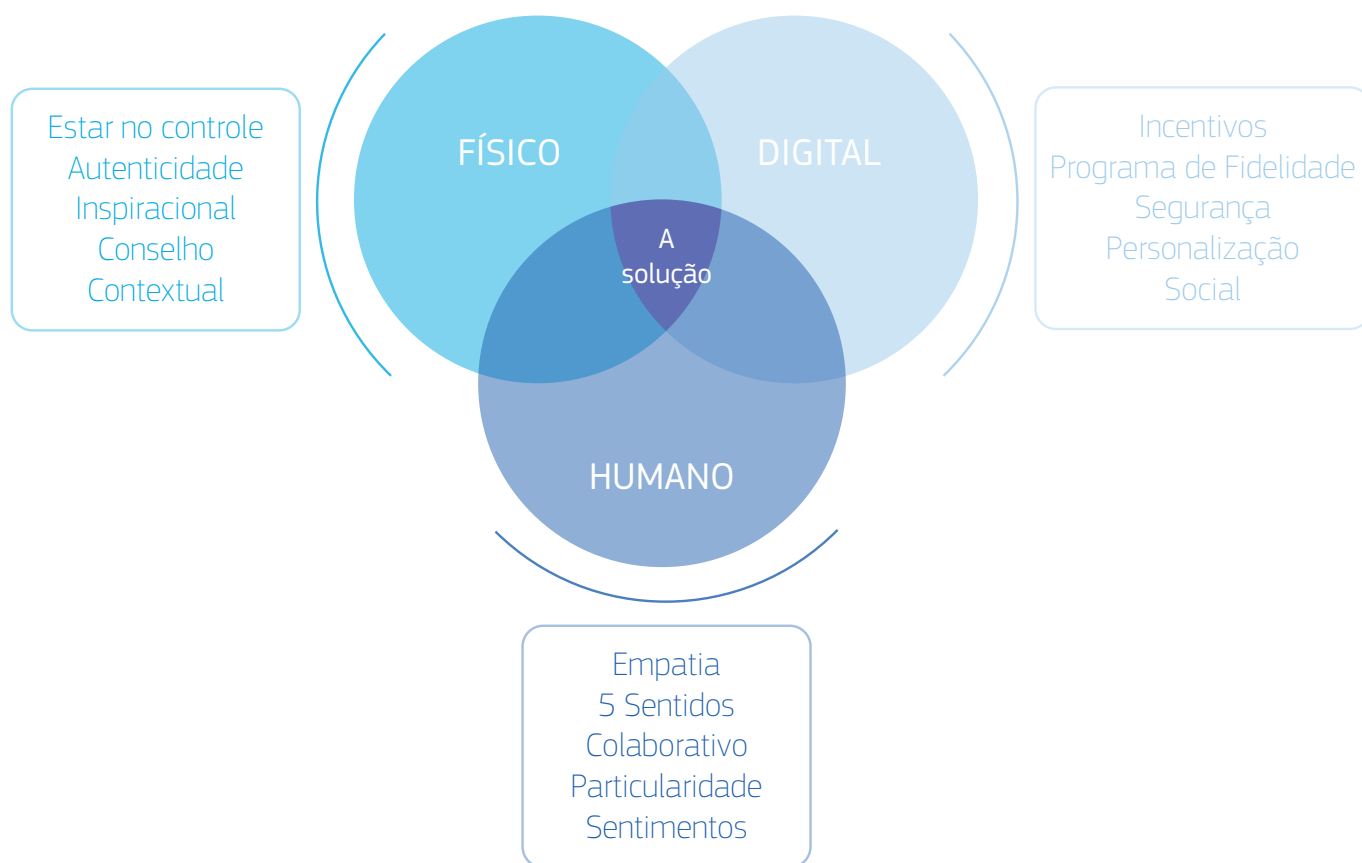 Estar no controle
Autenticidade
Inspiracional
Conselho
Contextual
FÍSICO
DIGITAL
A
solução
HUMANO
Incentivos
Programa de Fidelidade
Segurança
Personalização
Social
Empatia
5 Sentidos
Colaborativo
Particularidade
Sentimentos